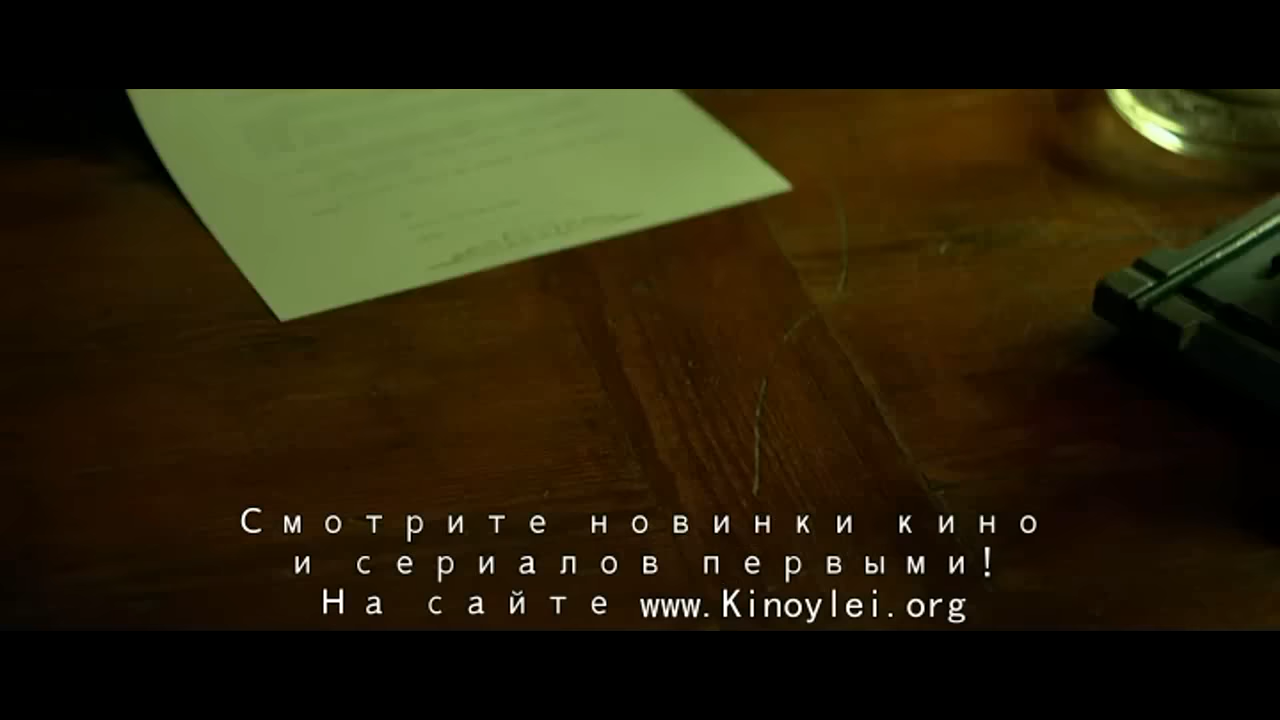 Смотрите новинки кино
и сериалов первыми!
На сайте www.Kinoylei.org